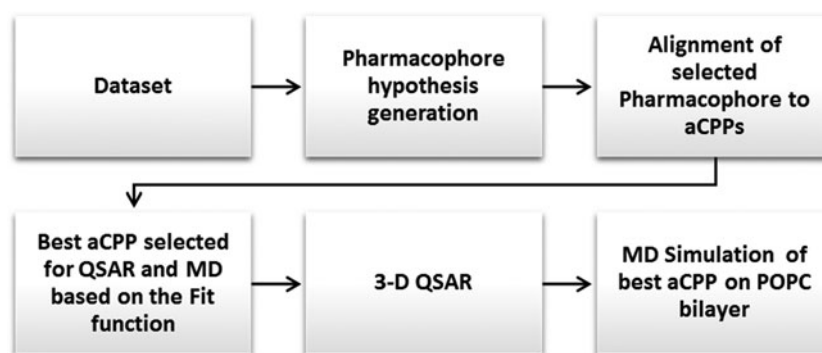 Dataset
Pharmacophore
hypothesis
generation
Alignment of
selected
Pharmacophore to
aCPPs
Best aCPP selected
for QSAR and MD
based on the Fit
function
3-D QSAR
MD Simulation of
best aCPP on POPC
bilayer